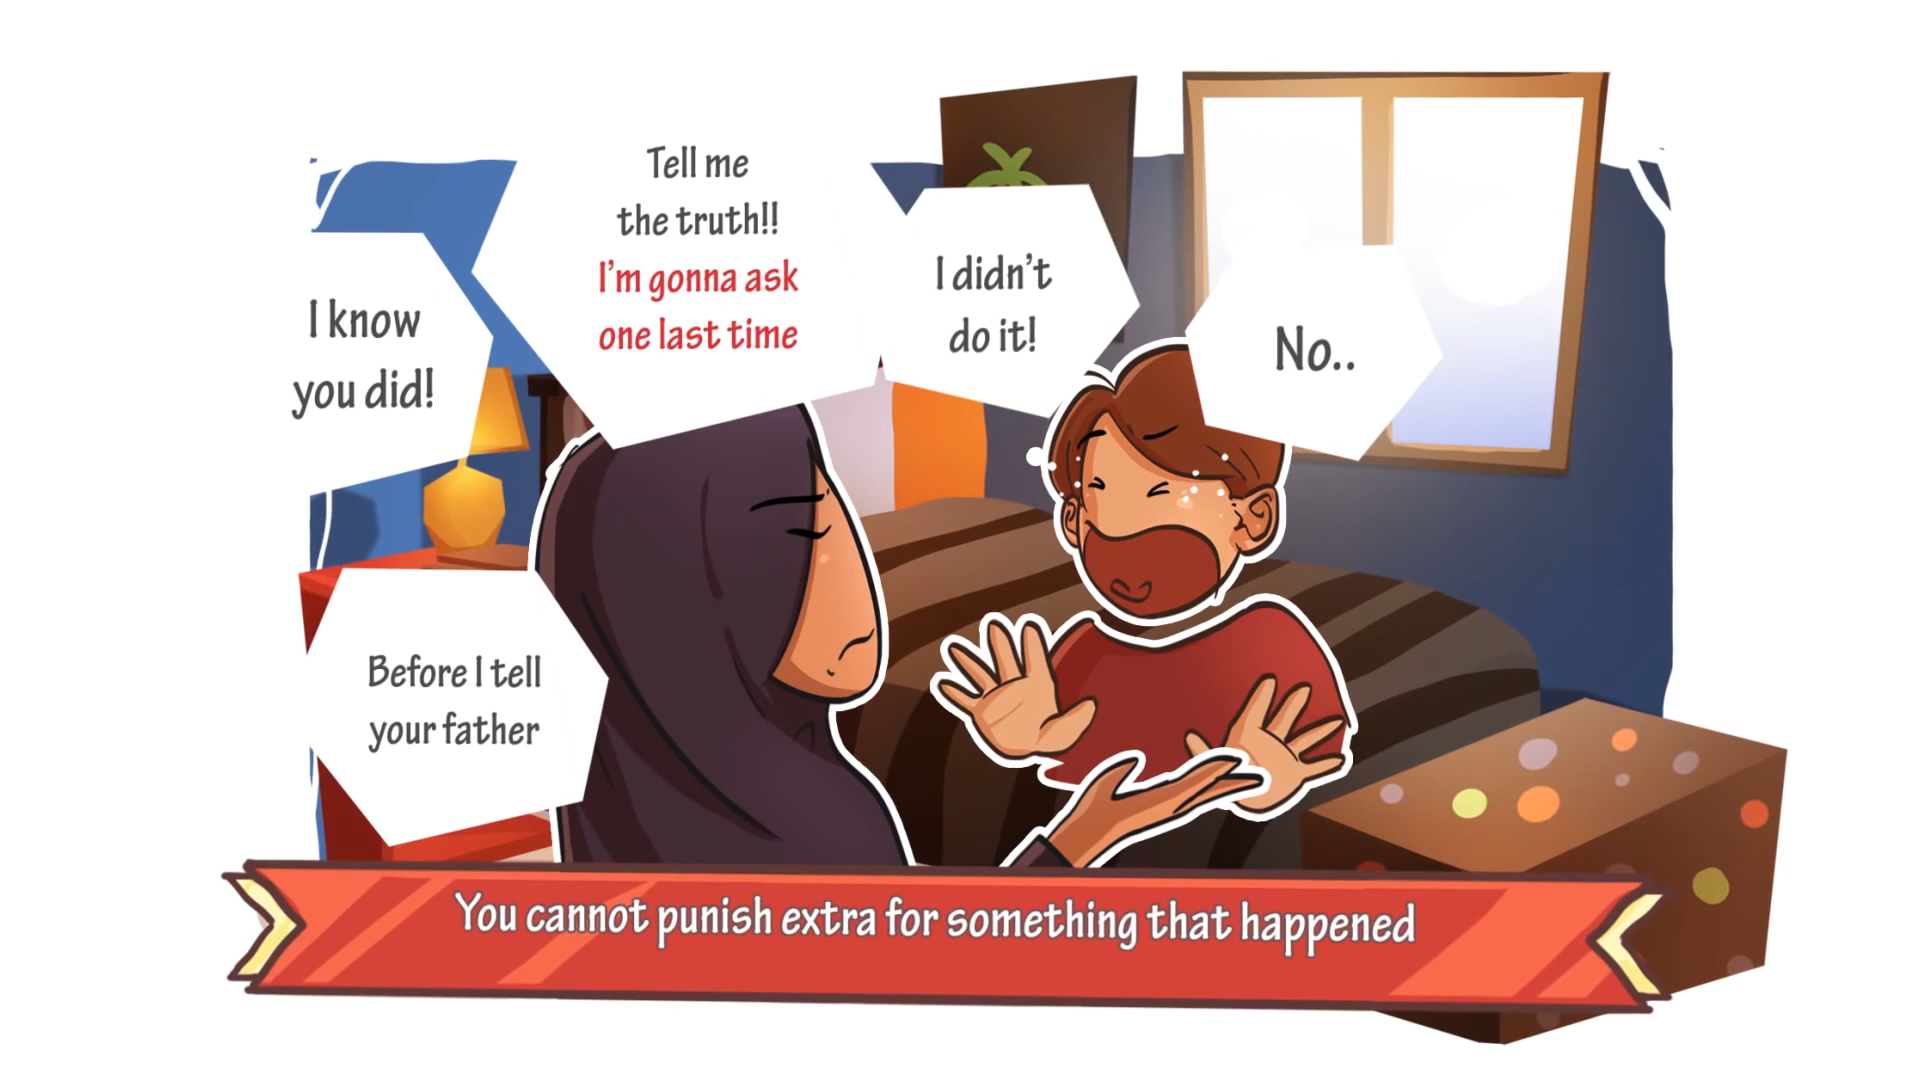 Tell me
the truth!!
I'm gonna ask
one last time
I didn't
do it!
No..
I know
you did!
Before I tell
your father
You cannot punish extra for something that happened